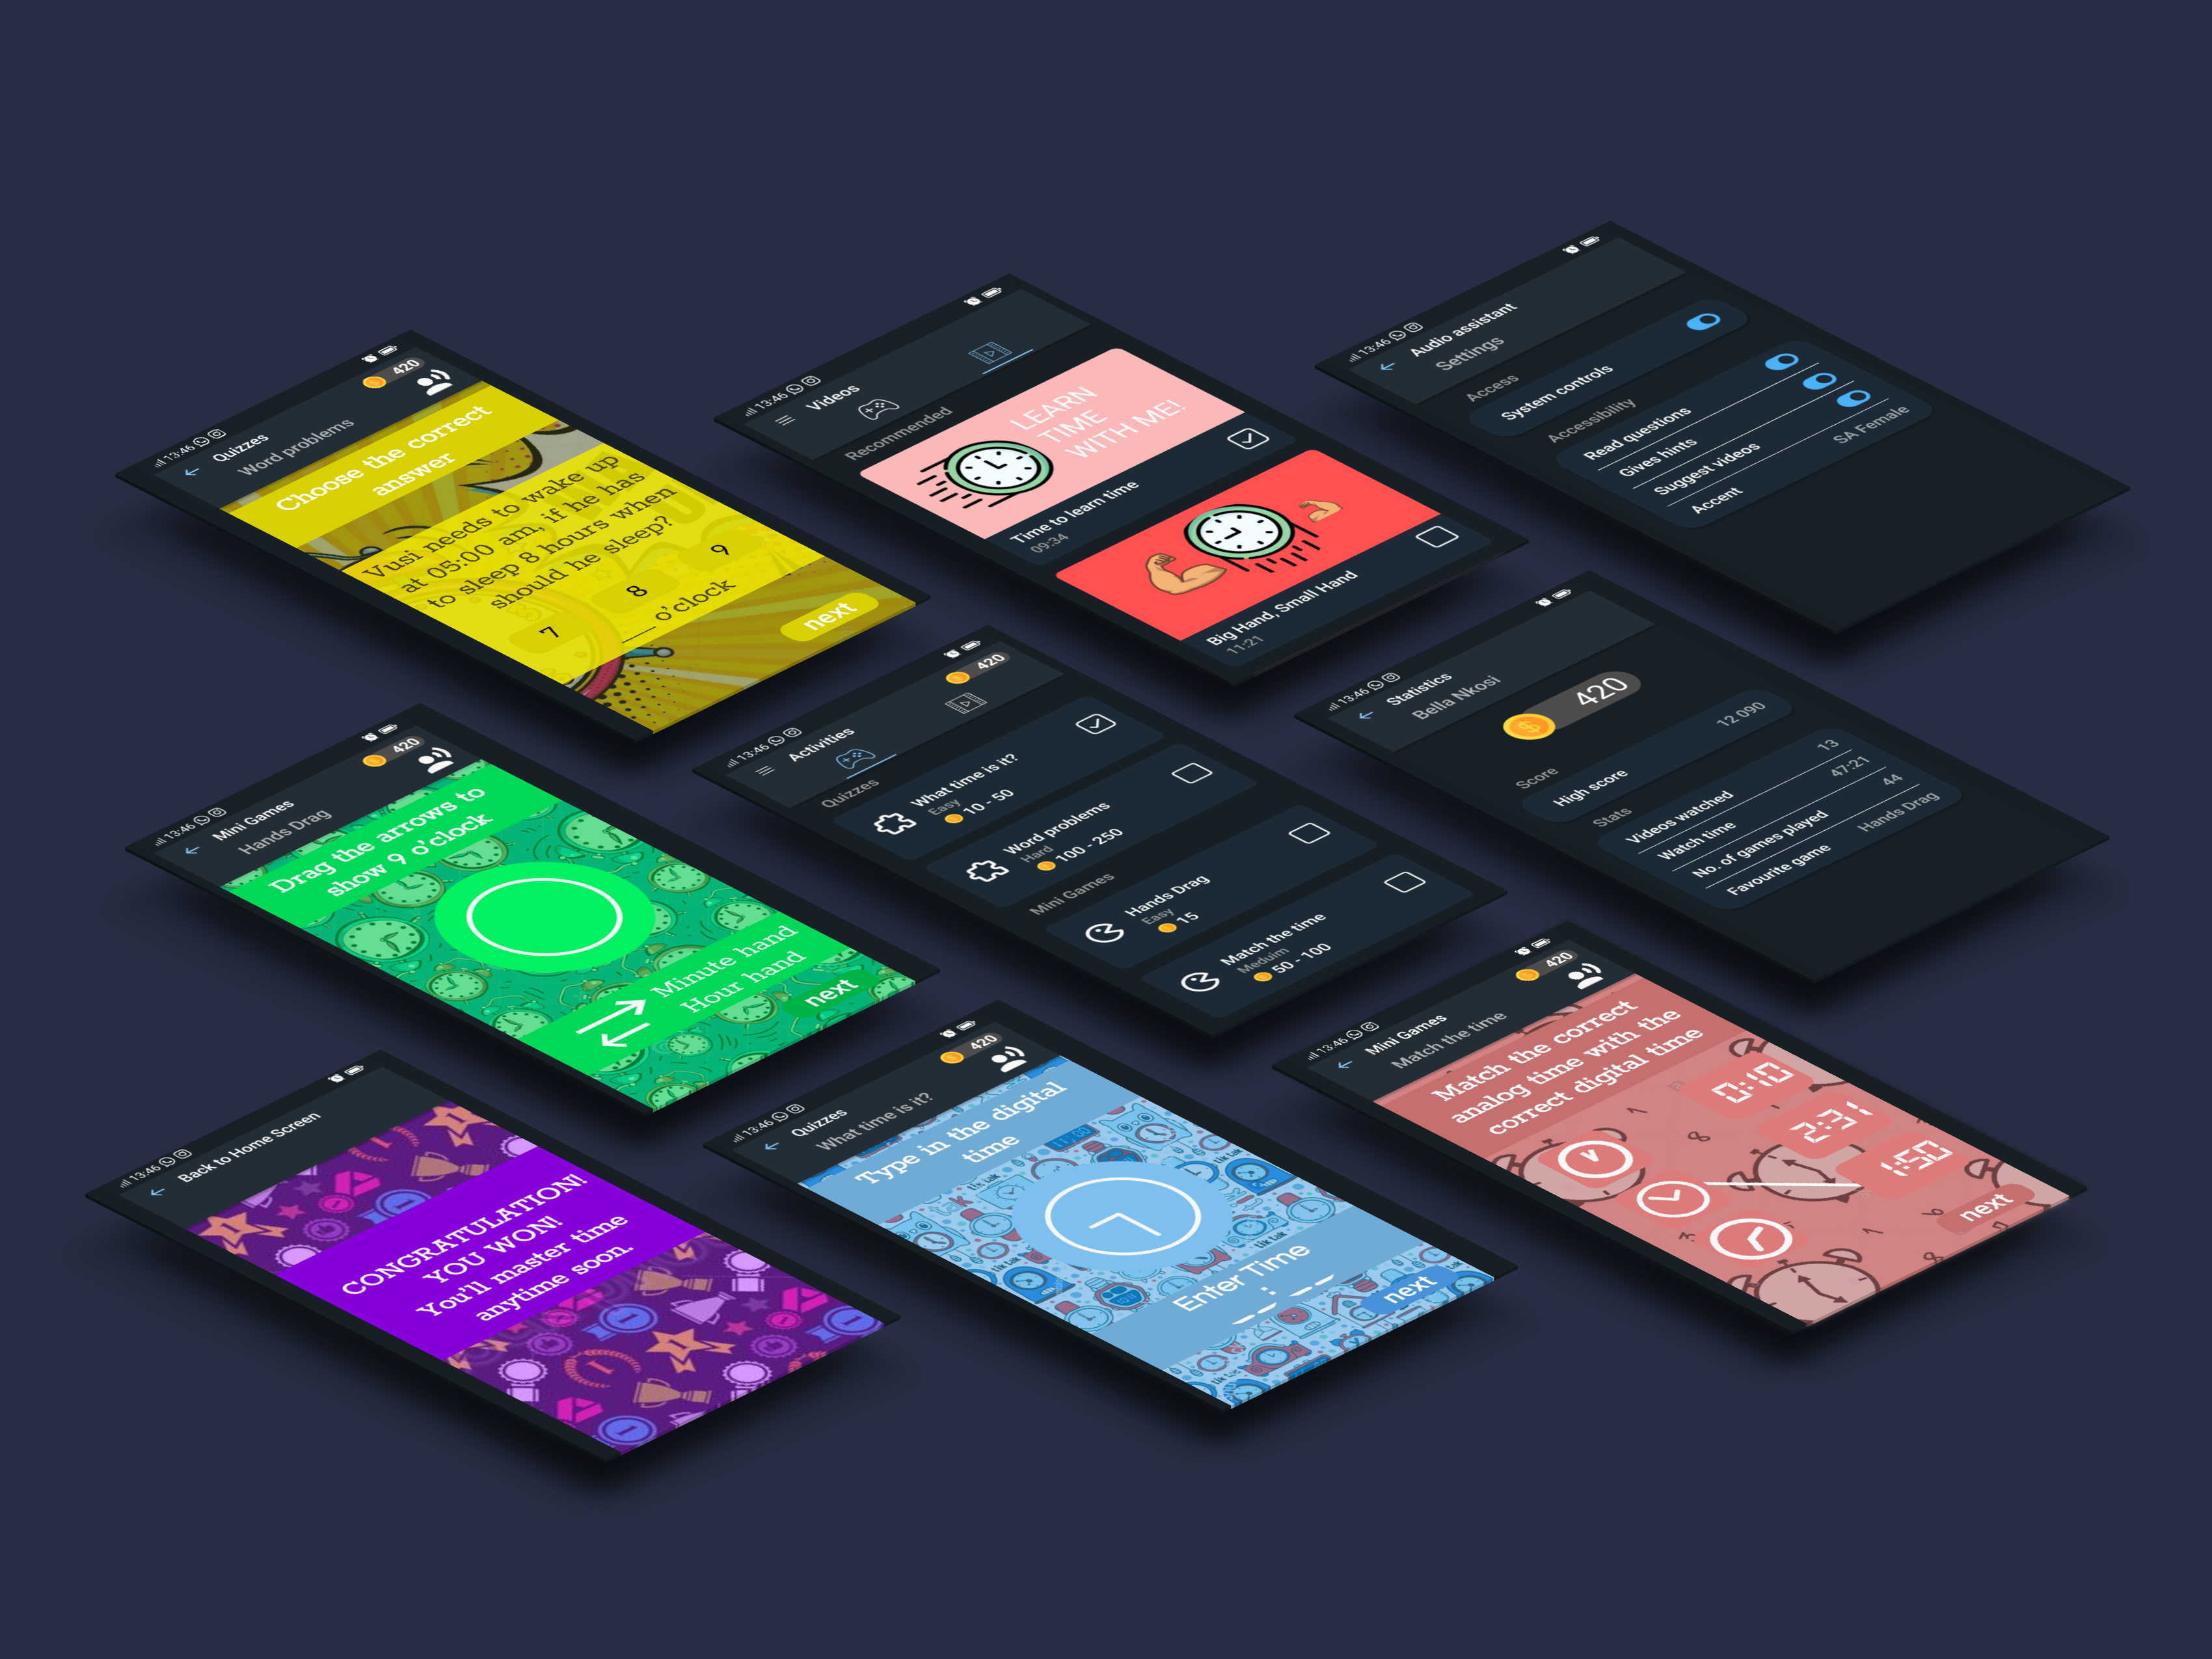 13:46
420
Quizzes
Word problems
Choose the correct
answer
Vusi needs to wake up
at 05:00 am, if he has
to sleep 8 hours when
should he sleep?
7
8
9
___ o'clock
next
13:46
Videos
Recommended
LEARN
TIME
WITH ME!
Time to learn time
09:34
Big Hand, Small Hand
11:21
13:46
Audio assistant
Settings
Access
System controls
Accessibility
Read questions
Gives hints
Suggest videos
Accent
SA Female
13:46
420
Mini Games
Hands Drag
Drag the arrows to
show 9 o'clock
Minute hand
Hour hand
next
13:46
420
Activities
Quizzes
What time is it?
Easy
10 - 50
Word problems
Hard
100 - 250
Mini Games
Hands Drag
Easy
15
Match the time
Meduim
50 - 100
13:46
Statistics
Bella Nkosi
420
Score
High score
12 090
Stats
Videos watched
13
Watch time
47:21
No. of games played
44
Favourite game
Hands Drag
13:46
Back to Home Screen
CONGRATULATION!
YOU WON!
You'll master time
anytime soon.
13:46
420
Quizzes
What time is it?
Type in the digital
time
Enter Time
__:__
next
13:46
420
Mini Games
Match the time
Match the correct
analog time with the
correct digital time
0:10
2:31
1:50
next